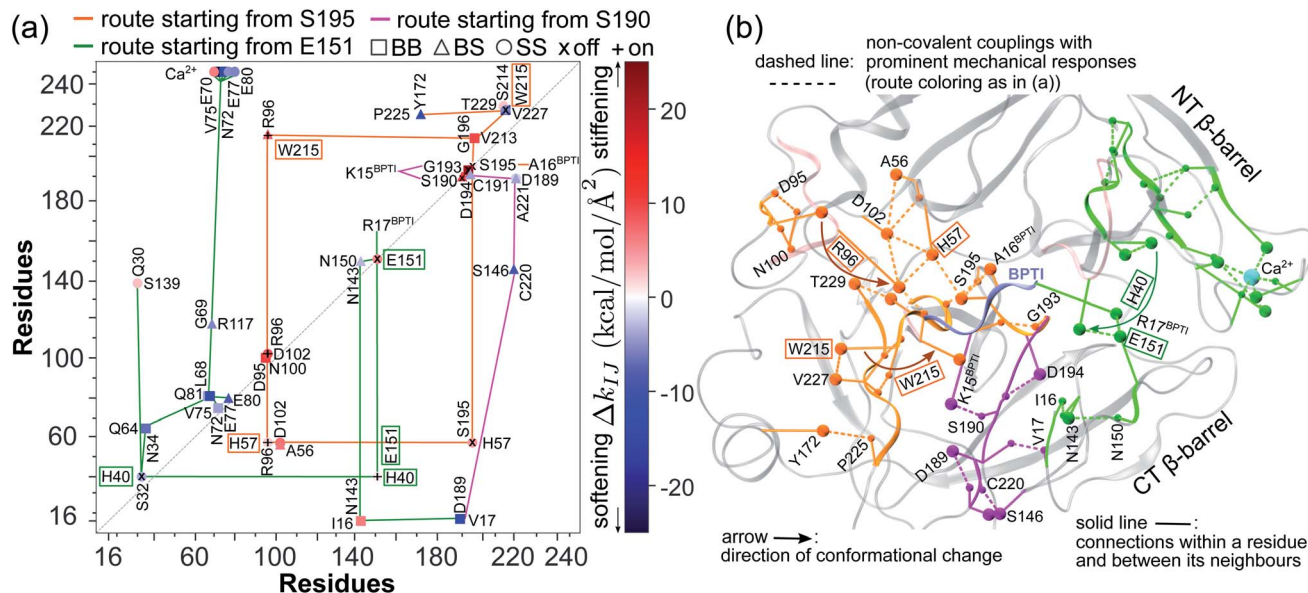 (a)
route starting from S195
route starting from S190
route starting from E151
BB BS SS x off + on
240
220
180
140
100
60
16
Residues
16 60 100 140 180 220 240
Residues
Ca²⁺
E70
V75
N72
E77
E80
R96
W215
P225
Y172
T229
S214
W215
V227
G196
V213
K15ᴮᴾᵀᴵ
G193
S190
S195
A16ᴮᴾᵀᴵ
C191
D189
D194
A221
R17ᴮᴾᵀᴵ
N150
E151
N143
S146
C220
Q30
S139
G69
R117
R96
D102
N100
D95
L68
Q81
E80
V75
N72
E77
Q64
N34
H57
D102
A56
R96
S195
H57
E151
H40
S32
H40
N143
I16
D189
V17
softening Δk_IJ (kcal/mol/Å²) stiffening
20
10
0
-10
-20
(b)
dashed line:
non-covalent couplings with
prominent mechanical responses
(route coloring as in (a))
NT β-barrel
A56
D95
D102
H57
N100
R96
S195
A16ᴮᴾᵀᴵ
T229
BPTI
Ca²⁺
G193
H40
R17ᴮᴾᵀᴵ
E151
W215
V227
W215
K15ᴮᴾᵀᴵ
D194
I16
S190
V17
N143
N150
Y172
P225
D189
C220
S146
CT β-barrel
arrow :
direction of conformational change
solid line :
connections within a residue
and between its neighbours